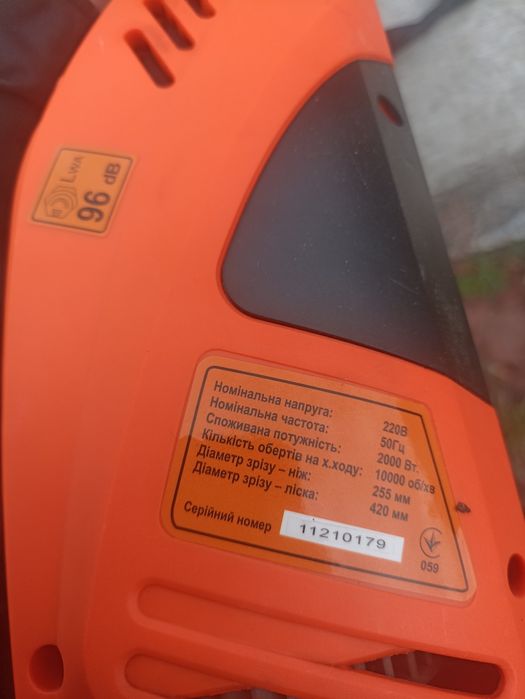 LWA
96 dB
Номінальна напруга: 220В
Номінальна частота: 50Гц
Споживана потужність: 2000 Вт.
Кількість обертів на х.ходу: 10000 об/хв
Діаметр зрізу – ніж: 255 мм
Діаметр зрізу – ліска: 420 мм
Серійний номер 11210179
059